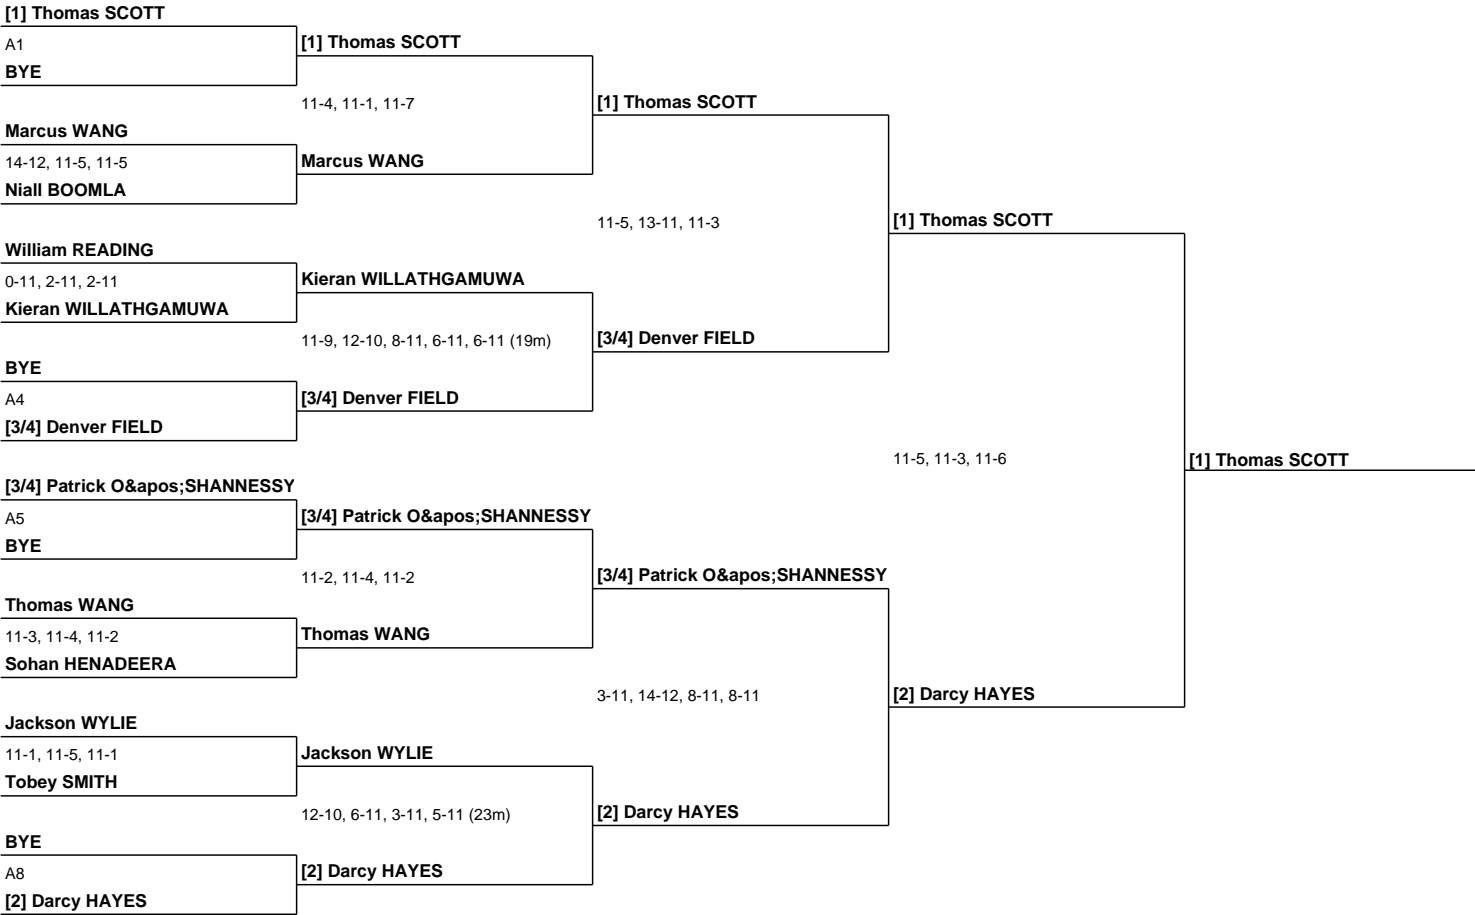 [1] Thomas SCOTT
A1
BYE
Marcus WANG
14-12, 11-5, 11-5
Niall BOOMLA
William READING
0-11, 2-11, 2-11
Kieran WILLATHGAMUWA
BYE
A4
[3/4] Denver FIELD
[3/4] Patrick O&apos;SHANNESSY
A5
BYE
Thomas WANG
11-3, 11-4, 11-2
Sohan HENADEERA
Jackson WYLIE
11-1, 11-5, 11-1
Tobey SMITH
BYE
A8
[2] Darcy HAYES
[1] Thomas SCOTT
11-4, 11-1, 11-7
Marcus WANG
Kieran WILLATHGAMUWA
11-9, 12-10, 8-11, 6-11, 6-11 (19m)
[3/4] Denver FIELD
[3/4] Patrick O&apos;SHANNESSY
11-2, 11-4, 11-2
Thomas WANG
Jackson WYLIE
12-10, 6-11, 3-11, 5-11 (23m)
[2] Darcy HAYES
[1] Thomas SCOTT
11-5, 13-11, 11-3
[3/4] Denver FIELD
[3/4] Patrick O&apos;SHANNESSY
3-11, 14-12, 8-11, 8-11
[2] Darcy HAYES
[1] Thomas SCOTT
11-5, 11-3, 11-6
[2] Darcy HAYES
[1] Thomas SCOTT